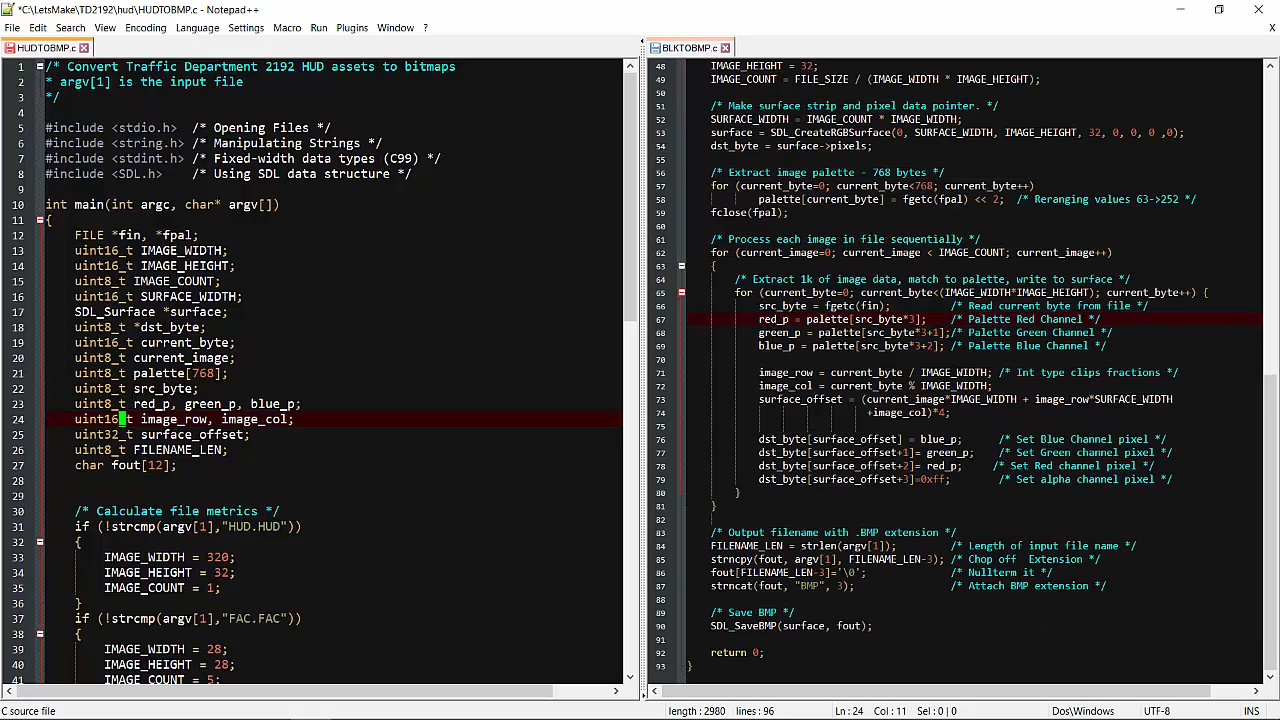 *C:\LetsMake\TD2192\hud\HUDTOBMP.c - Notepad++
File Edit Search View Encoding Language Settings Macro Run Plugins Window ? X
HUDTOBMP.c
1 /* Convert Traffic Department 2192 HUD assets to bitmaps
2 * argv[1] is the input file
3 */
4
5 #include <stdio.h> /* Opening Files */
6 #include <string.h> /* Manipulating Strings */
7 #include <stdint.h> /* Fixed-width data types (C99) */
8 #include <SDL.h> /* Using SDL data structure */
9
10 int main(int argc, char* argv[])
11 {
12 FILE *fin, *fpal;
13 uint16_t IMAGE_WIDTH;
14 uint16_t IMAGE_HEIGHT;
15 uint8_t IMAGE_COUNT;
16 uint16_t SURFACE_WIDTH;
17 SDL_Surface *surface;
18 uint8_t *dst_byte;
19 uint16_t current_byte;
20 uint8_t current_image;
21 uint8_t palette[768];
22 uint8_t src_byte;
23 uint8_t red_p, green_p, blue_p;
24 uint16_t image_row, image_col;
25 uint32_t surface_offset;
26 uint8_t FILENAME_LEN;
27 char fout[12];
28
29
30 /* Calculate file metrics */
31 if (!strcmp(argv[1],"HUD.HUD"))
32 {
33 IMAGE_WIDTH = 320;
34 IMAGE_HEIGHT = 32;
35 IMAGE_COUNT = 1;
36 }
37 if (!strcmp(argv[1],"FAC.FAC"))
38 {
39 IMAGE_WIDTH = 28;
40 IMAGE_HEIGHT = 28;
41 IMAGE_COUNT = 5;
BLKTOBMP.c
48 IMAGE_HEIGHT = 32;
49 IMAGE_COUNT = FILE_SIZE / (IMAGE_WIDTH * IMAGE_HEIGHT);
50
51 /* Make surface strip and pixel data pointer. */
52 SURFACE_WIDTH = IMAGE_COUNT * IMAGE_WIDTH;
53 surface = SDL_CreateRGBSurface(0, SURFACE_WIDTH, IMAGE_HEIGHT, 32, 0, 0, 0 ,0);
54 dst_byte = surface->pixels;
55
56 /* Extract image palette - 768 bytes */
57 for (current_byte=0; current_byte<768; current_byte++)
58 palette[current_byte] = fgetc(fpal) << 2; /* Reranging values 63->252 */
59 fclose(fpal);
60
61 /* Process each image in file sequentially */
62 for (current_image=0; current_image < IMAGE_COUNT; current_image++)
63 {
64 /* Extract 1k of image data, match to palette, write to surface */
65 for (current_byte=0; current_byte<(IMAGE_WIDTH*IMAGE_HEIGHT); current_byte++) {
66 src_byte = fgetc(fin); /* Read current byte from file */
67 red_p = palette[src_byte*3]; /* Palette Red Channel */
68 green_p = palette[src_byte*3+1]; /* Palette Green Channel */
69 blue_p = palette[src_byte*3+2]; /* Palette Blue Channel */
70
71 image_row = current_byte / IMAGE_WIDTH; /* Int type clips fractions */
72 image_col = current_byte % IMAGE_WIDTH;
73 surface_offset = (current_image*IMAGE_WIDTH + image_row*SURFACE_WIDTH
74 +image_col)*4;
75
76 dst_byte[surface_offset] = blue_p; /* Set Blue Channel pixel */
77 dst_byte[surface_offset+1]= green_p; /* Set Green channel pixel */
78 dst_byte[surface_offset+2]= red_p; /* Set Red channel pixel */
79 dst_byte[surface_offset+3]=0xff; /* Set alpha channel pixel */
80 }
81 }
82
83 /* Output filename with .BMP extension */
84 FILENAME_LEN = strlen(argv[1]); /* Length of input file name */
85 strncpy(fout, argv[1], FILENAME_LEN-3); /* Chop off Extension */
86 fout[FILENAME_LEN-3]='\0'; /* Nullterm it */
87 strncat(fout, "BMP", 3); /* Attach BMP extension */
88
89 /* Save BMP */
90 SDL_SaveBMP(surface, fout);
91
92 return 0;
93 }
C source file length : 2980 lines : 96 Ln : 24 Col : 11 Sel : 0 | 0 Dos\Windows UTF-8 INS